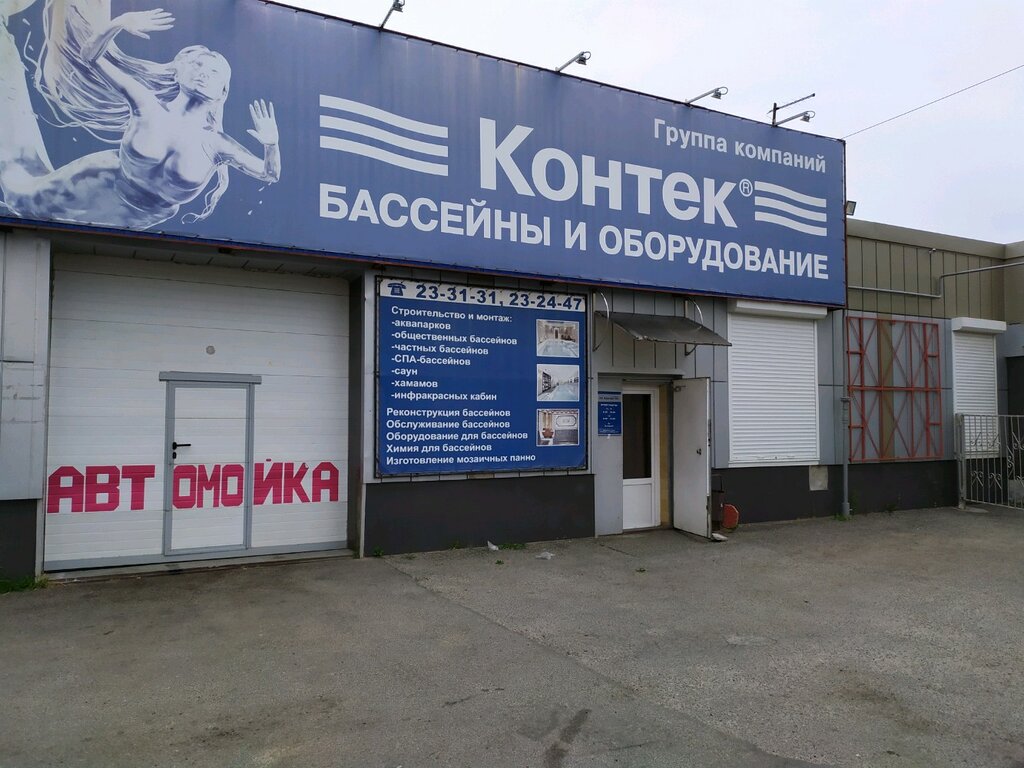 Группа компаний
Контек®
БАССЕЙНЫ И ОБОРУДОВАНИЕ
☎ 23-31-31, 23-24-47
Строительство и монтаж:
-аквапарков
-общественных бассейнов
-частных бассейнов
-СПА-бассейнов
-саун
-хамамов
-инфракрасных кабин
Реконструкция бассейнов
Обслуживание бассейнов
Оборудование для бассейнов
Химия для бассейнов
Изготовление мозаичных панно
АВТОМОЙКА